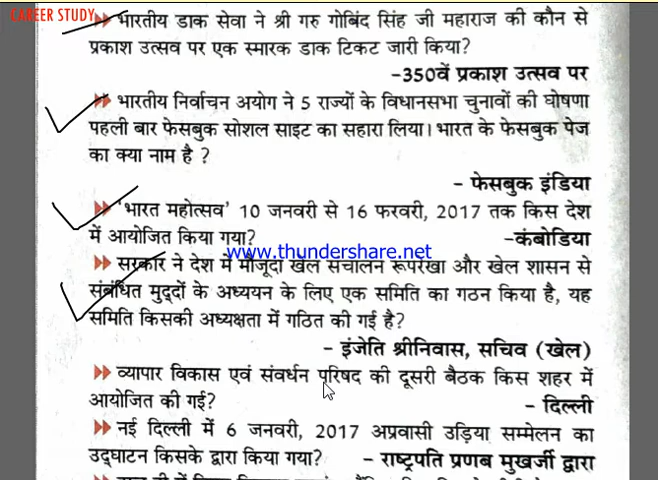 CAREER STUDY
भारतीय डाक सेवा ने श्री गरु गोबिंद सिंह जी महाराज की कौन से
प्रकाश उत्सव पर एक स्मारक डाक टिकट जारी किया?
-350वें प्रकाश उत्सव पर
भारतीय निर्वाचन अयोग ने 5 राज्यों के विधानसभा चुनावों की घोषणा
पहली बार फेसबुक सोशल साइट का सहारा लिया। भारत के फेसबुक पेज
का क्या नाम है ?
- फेसबुक इंडिया
'भारत महोत्सव' 10 जनवरी से 16 फरवरी, 2017 तक किस देश
में आयोजित किया गया? -कंबोडिया
www.thundershare.net
सरकार ने देश में मौजूदा खेल संचालन रूपरेखा और खेल शासन से
संबंधित मुद्दों के अध्ययन के लिए एक समिति का गठन किया है, यह
समिति किसकी अध्यक्षता में गठित की गई है?
- इंजेति श्रीनिवास, सचिव (खेल)
व्यापार विकास एवं संवर्धन परिषद की दूसरी बैठक किस शहर में
आयोजित की गई? - दिल्ली
नई दिल्ली में 6 जनवरी, 2017 अप्रवासी उड़िया सम्मेलन का
उद्घाटन किसके द्वारा किया गया? - राष्ट्रपति प्रणब मुखर्जी द्वारा